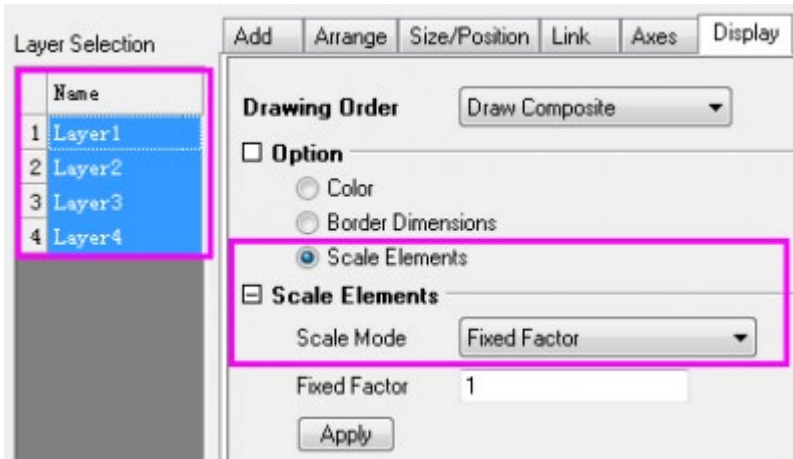 Layer Selection
Add Arrange Size/Position Link Axes Display
Name
1 Layer1
2 Layer2
3 Layer3
4 Layer4
Drawing Order Draw Composite
Option
Color
Border Dimensions
Scale Elements
Scale Elements
Scale Mode Fixed Factor
Fixed Factor 1
Apply